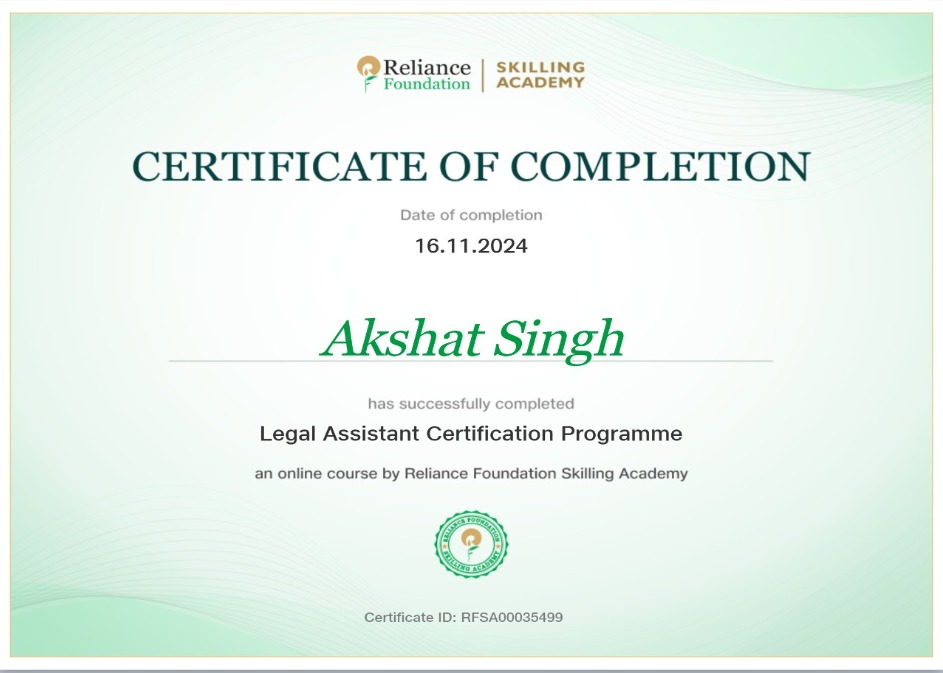 Reliance Foundation | SKILLING ACADEMY
CERTIFICATE OF COMPLETION
Date of completion
16.11.2024
Akshat Singh
has successfully completed
Legal Assistant Certification Programme
an online course by Reliance Foundation Skilling Academy
RELIANCE FOUNDATION
SKILLING ACADEMY
Certificate ID: RFSA00035499